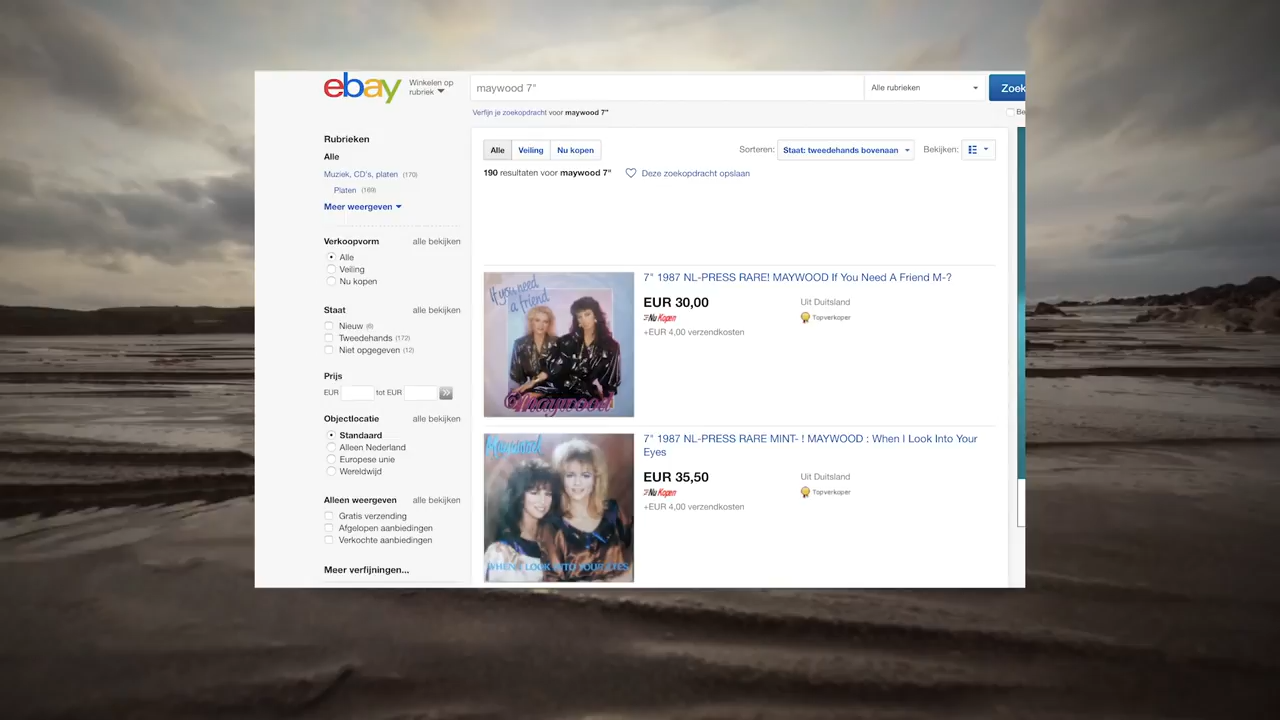 ebay
Winkelen op
rubriek
maywood 7"
Alle rubrieken
Zoek
Verfijn je zoekopdracht voor maywood 7"
Be
Rubrieken
Alle
Muziek, CD's, platen (170)
Platen (169)
Meer weergeven
Verkoopvorm alle bekijken
Alle
Veiling
Nu kopen
Staat alle bekijken
Nieuw (6)
Tweedehands (172)
Niet opgegeven (12)
Prijs
EUR tot EUR
Objectlocatie alle bekijken
Standaard
Alleen Nederland
Europese unie
Wereldwijd
Alleen weergeven alle bekijken
Gratis verzending
Afgelopen aanbiedingen
Verkochte aanbiedingen
Meer verfijningen...
Alle Veiling Nu kopen
Sorteren: Staat: tweedehands bovenaan Bekijken:
190 resultaten voor maywood 7" Deze zoekopdracht opslaan
If you need
a friend
Maywood
7" 1987 NL-PRESS RARE! MAYWOOD If You Need A Friend M-?
EUR 30,00 Uit Duitsland
Nu Kopen Topverkoper
+EUR 4,00 verzendkosten
Maywood
WHEN I LOOK INTO YOUR EYES
7" 1987 NL-PRESS RARE MINT- ! MAYWOOD : When I Look Into Your
Eyes
EUR 35,50 Uit Duitsland
Nu Kopen Topverkoper
+EUR 4,00 verzendkosten